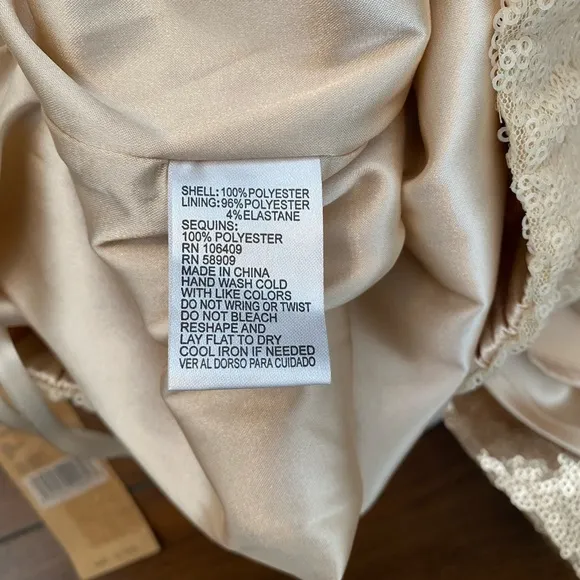 SHELL: 100% POLYESTER
LINING: 96% POLYESTER
4% ELASTANE
SEQUINS:
100% POLYESTER
RN 106409
RN 58909
MADE IN CHINA
HAND WASH COLD
WITH LIKE COLORS
DO NOT WRING OR TWIST
DO NOT BLEACH
RESHAPE AND
LAY FLAT TO DRY
COOL IRON IF NEEDED
VER AL DORSO PARA CUIDADO